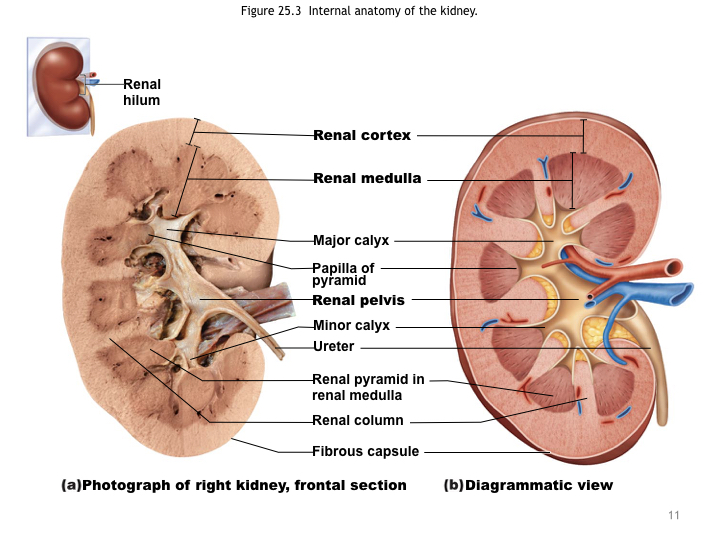 Figure 25.3  Internal anatomy of the kidney.
Renal
hilum
Renal cortex
Renal medulla
Major calyx
Papilla of
pyramid
Renal pelvis
Minor calyx
Ureter
Renal pyramid in
renal medulla
Renal column
Fibrous capsule
(a)Photograph of right kidney, frontal section
(b)Diagrammatic view
11